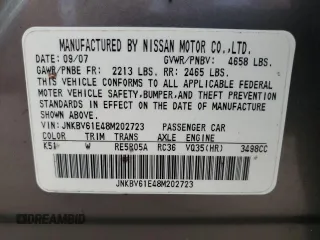 MANUFACTURED BY NISSAN MOTOR CO.,LTD.
DATE: 09/07 GVWR/PNBV: 4658 LBS.
GAWR/PNBE FR: 2213 LBS. RR: 2465 LBS.
THIS VEHICLE CONFORMS TO ALL APPLICABLE FEDERAL
MOTOR VEHICLE SAFETY,BUMPER,AND THEFT PREVENTION
STANDARDS IN EFFECT ON THE DATE OF MANUFACTURE
SHOWN ABOVE.
VIN: JNKBV61E48M202723 PASSENGER CAR
COLOR TRIM TRANS AXLE ENGINE
K51 W RE5R05A RC36 VQ35(HR) 3498CC
JNKBV61E48M202723
© iDreamBid